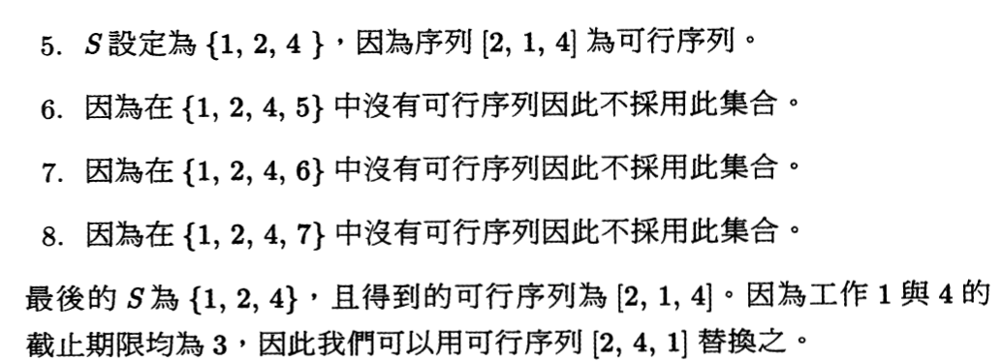 5. S 設定為 {1, 2, 4 }，因為序列 [2, 1, 4] 為可行序列。
6. 因為在 {1, 2, 4, 5} 中沒有可行序列因此不採用此集合。
7. 因為在 {1, 2, 4, 6} 中沒有可行序列因此不採用此集合。
8. 因為在 {1, 2, 4, 7} 中沒有可行序列因此不採用此集合。
最後的 S 為 {1, 2, 4}，且得到的可行序列為 [2, 1, 4]。因為工作 1 與 4 的
截止期限均為 3，因此我們可以用可行序列 [2, 4, 1] 替換之。